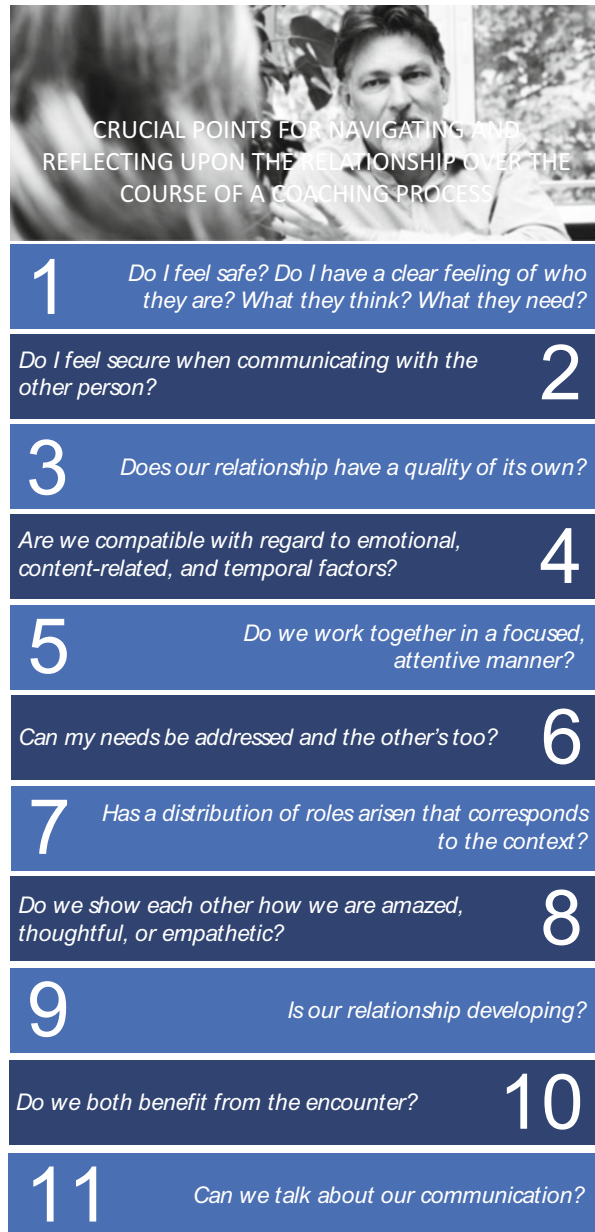 CRUCIAL POINTS FOR NAVIGATING AND
REFLECTING UPON THE RELATIONSHIP OVER THE
COURSE OF A COACHING PROCESS
1
Do I feel safe? Do I have a clear feeling of who
they are? What they think? What they need?
Do I feel secure when communicating with the
other person?
2
3
Does our relationship have a quality of its own?
Are we compatible with regard to emotional,
content-related, and temporal factors?
4
5
Do we work together in a focused,
attentive manner?
Can my needs be addressed and the other's too?
6
7
Has a distribution of roles arisen that corresponds
to the context?
Do we show each other how we are amazed,
thoughtful, or empathetic?
8
9
Is our relationship developing?
Do we both benefit from the encounter?
10
11
Can we talk about our communication?